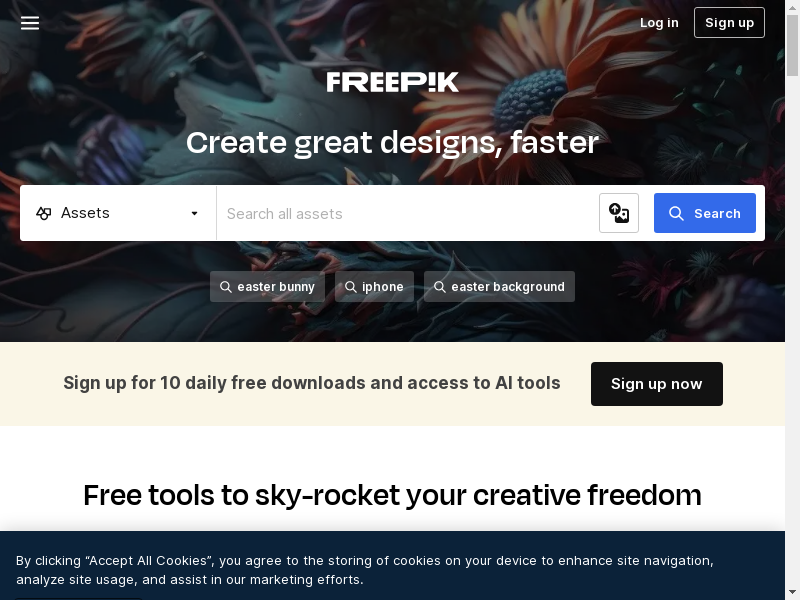 Log in
Sign up
FREEPIK
Create great designs, faster
Assets
Search all assets
Search
easter bunny
iphone
easter background
Sign up for 10 daily free downloads and access to AI tools
Sign up now
Free tools to sky-rocket your creative freedom
By clicking “Accept All Cookies”, you agree to the storing of cookies on your device to enhance site navigation,
analyze site usage, and assist in our marketing efforts.